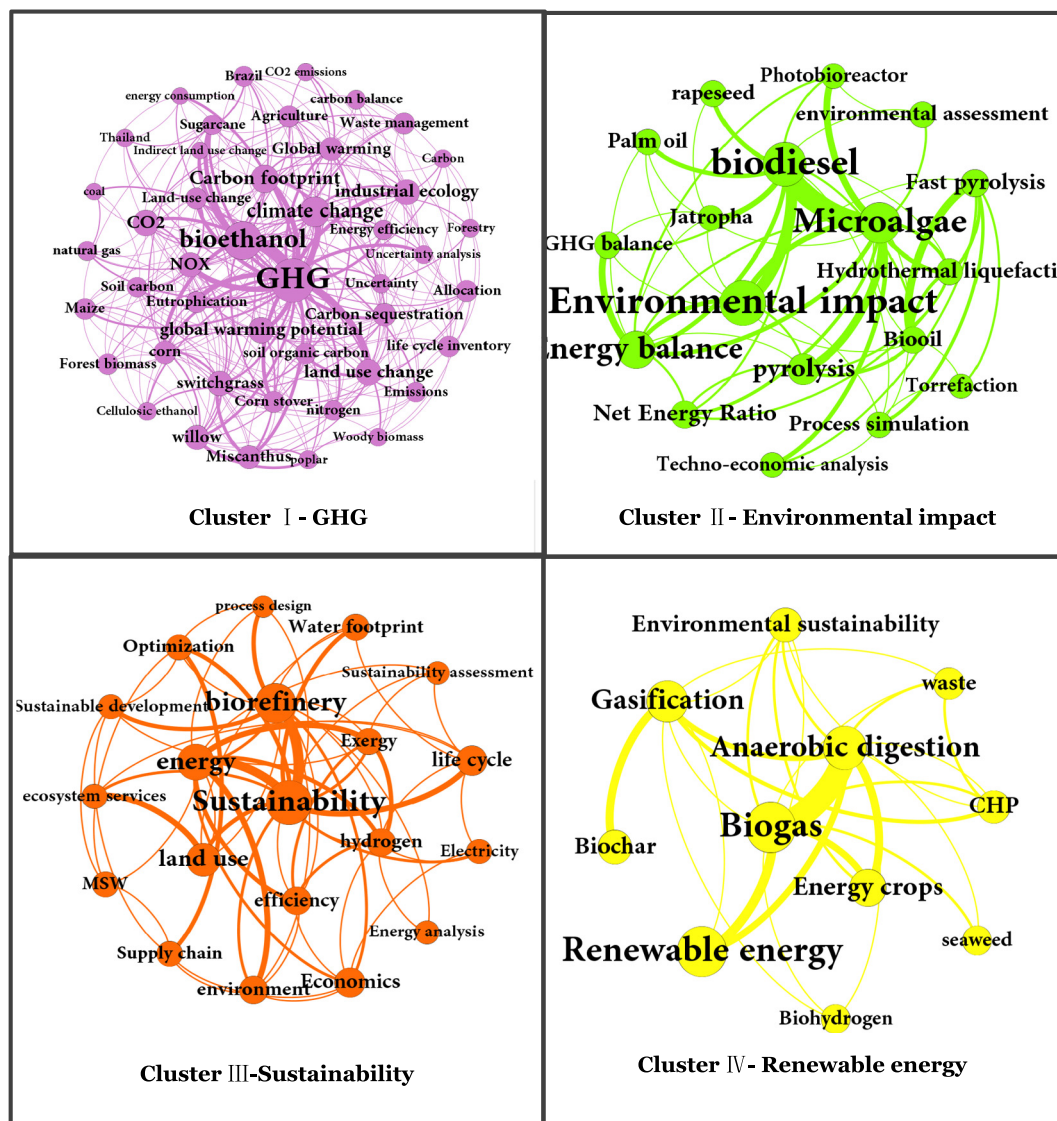 CO2 emissions
Brazil
energy consumption
carbon balance
Agriculture
Waste management
Sugarcane
Thailand
Global warming
Indirect land use change
Carbon
Carbon footprint
industrial ecology
coal
Land-use change
climate change
CO2
Energy efficiency
Forestry
bioethanol
natural gas
NOX
Uncertainty analysis
GHG
Soil carbon
Uncertainty
Allocation
Maize
Eutrophication
Carbon sequestration
global warming potential
life cycle inventory
corn
soil organic carbon
Forest biomass
land use change
switchgrass
Emissions
Corn stover
Cellulosic ethanol
nitrogen
willow
Woody biomass
Miscanthus
poplar
Cluster Ⅰ - GHG
Photobioreactor
rapeseed
environmental assessment
Palm oil
biodiesel
Fast pyrolysis
Jatropha
Microalgae
GHG balance
Hydrothermal liquefacti
Environmental impact
Biooil
Energy balance
pyrolysis
Torrefaction
Net Energy Ratio
Process simulation
Techno-economic analysis
Cluster Ⅱ - Environmental impact
process design
Water footprint
Optimization
Sustainability assessment
biorefinery
Sustainable development
Exergy
life cycle
energy
ecosystem services
Sustainability
hydrogen
Electricity
land use
MSW
efficiency
Energy analysis
Supply chain
Economics
environment
Cluster Ⅲ-Sustainability
Environmental sustainability
waste
Gasification
Anaerobic digestion
CHP
Biogas
Biochar
Energy crops
seaweed
Renewable energy
Biohydrogen
Cluster Ⅳ - Renewable energy